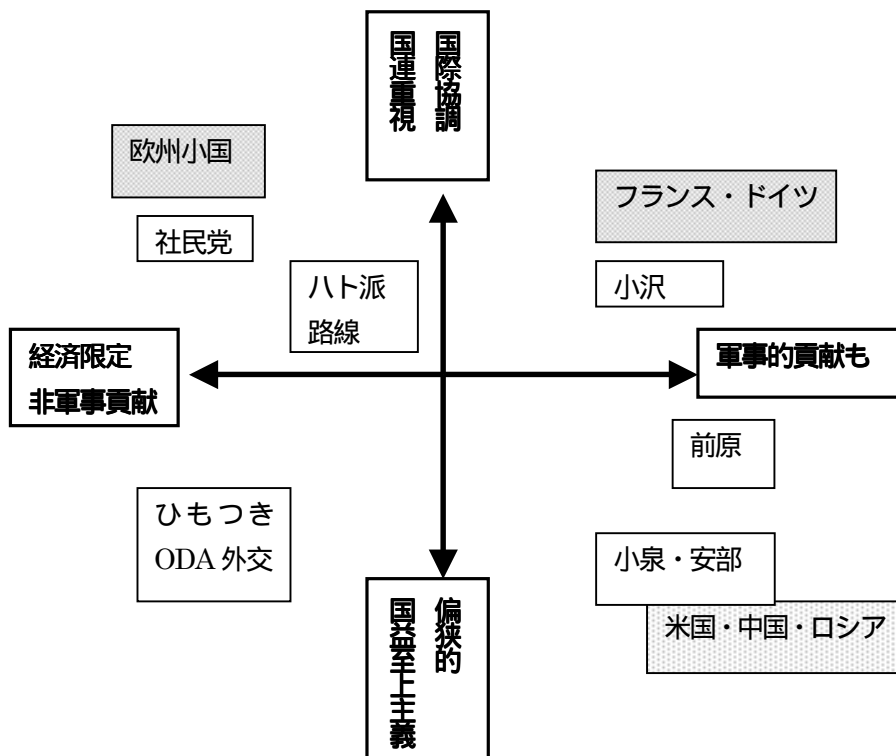 国際協調
国連重視
欧州小国
フランス・ドイツ
社民党
ハト派
路線
小沢
経済限定
非軍事貢献
軍事的貢献も
前原
ひもつき
ODA 外交
小泉・安部
偏狭的
国益至上主義
米国・中国・ロシア